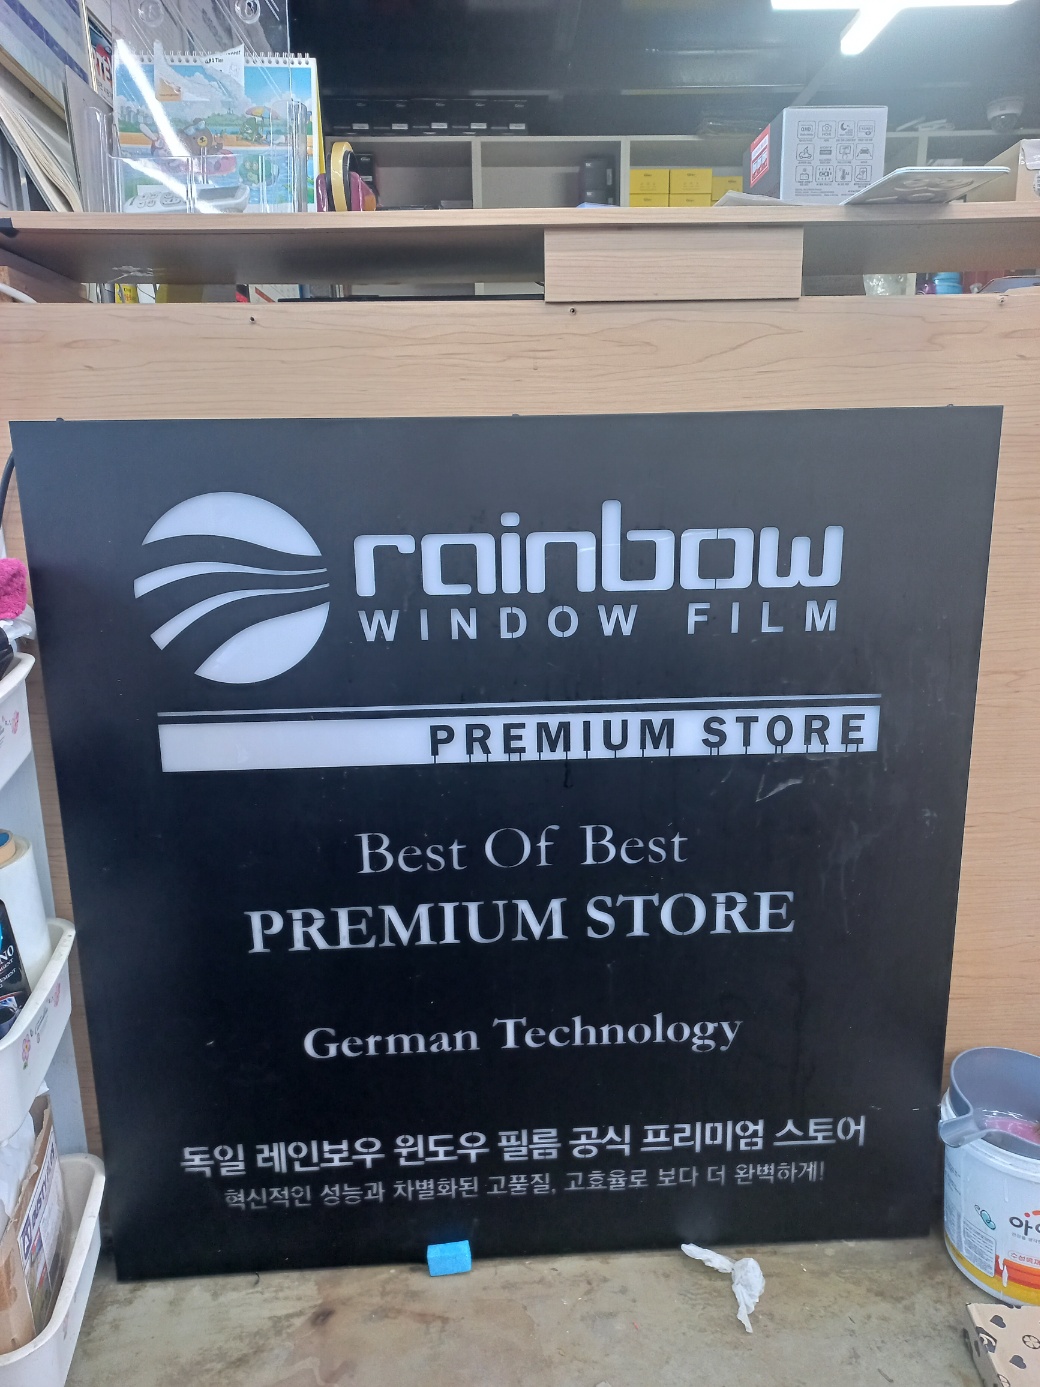 rainbow
WINDOW FILM
PREMIUM STORE
Best Of Best
PREMIUM STORE
German Technology
독일 레인보우 윈도우 필름 공식 프리미엄 스토어
혁신적인 성능과 차별화된 고품질, 고효율로 보다 더 완벽하게!